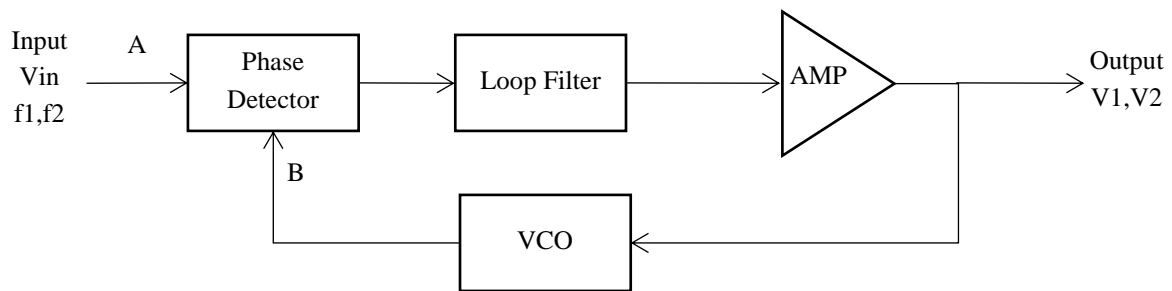 Input
Vin
f1,f2
A
Phase
Detector
Loop Filter
AMP
Output
V1,V2
B
VCO